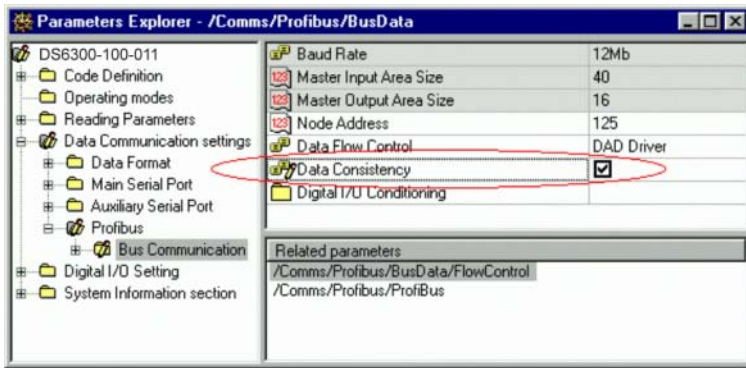 Parameters Explorer - /Comms/Profibus/BusData
DS6300-100-011
Code Definition
Operating modes
Reading Parameters
Data Communication settings
Data Format
Main Serial Port
Auxiliary Serial Port
Profibus
Bus Communication
Digital I/O Setting
System Information section
Baud Rate 12Mb
123 Master Input Area Size 40
123 Master Output Area Size 16
123 Node Address 125
Data Flow Control DAD Driver
Data Consistency
Digital I/O Conditioning
Related parameters
/Comms/Profibus/BusData/FlowControl
/Comms/Profibus/ProfiBus